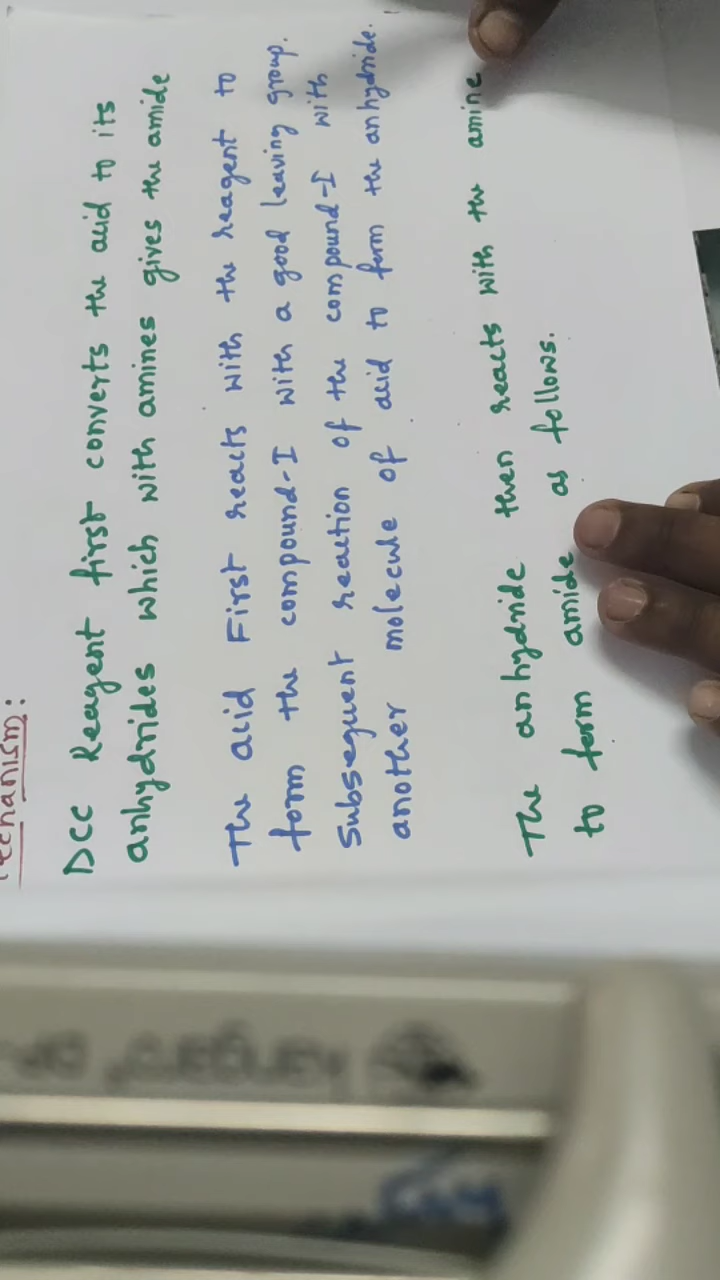 Mechanism:
DCC Reagent first converts the acid to its
anhydrides which with amines gives the amide
The acid First reacts with the reagent to
form the compound-I with a good leaving group.
Subsequent reaction of the compound-I with
another molecule of acid to form the anhydride.
The anhydride then reacts with the amine
to form amide as follows.
kangaro